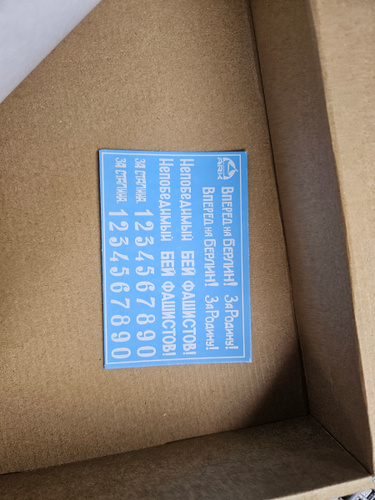 Вперед на Берлин! За Родину!
Вперед на Берлин! За Родину!
Непобедимый БЕЙ ФАШИСТОВ!
Непобедимый БЕЙ ФАШИСТОВ!
ЗА СТАЛИНА 1234567890
ЗА СТАЛИНА 1234567890